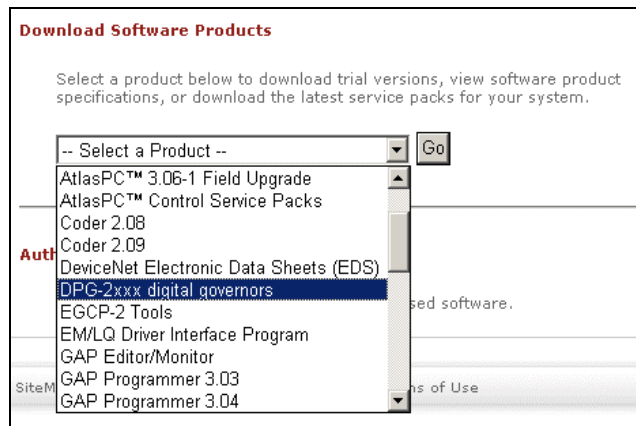 Download Software Products
Select a product below to download trial versions, view software product
specifications, or download the latest service packs for your system.
-- Select a Product --
Go
AtlasPC™ 3.06-1 Field Upgrade
AtlasPC™ Control Service Packs
Coder 2.08
Coder 2.09
DeviceNet Electronic Data Sheets (EDS)
DPG-2xxx digital governors
EGCP-2 Tools
EM/LQ Driver Interface Program
GAP Editor/Monitor
GAP Programmer 3.03
GAP Programmer 3.04
software.
of Use